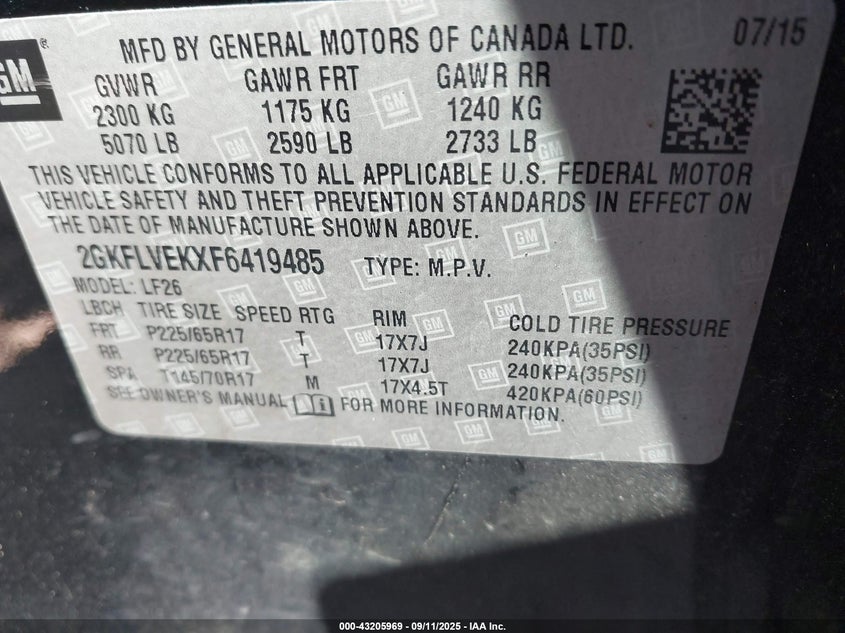 GM
®
MFD BY GENERAL MOTORS OF CANADA LTD. 07/15
GVWR GAWR FRT GAWR RR
2300 KG 1175 KG 1240 KG
5070 LB 2590 LB 2733 LB
THIS VEHICLE CONFORMS TO ALL APPLICABLE U.S. FEDERAL MOTOR
VEHICLE SAFETY AND THEFT PREVENTION STANDARDS IN EFFECT ON
THE DATE OF MANUFACTURE SHOWN ABOVE.
2GKFLVEKXF6419485 TYPE: M.P.V.
MODEL: LF26
LBCH TIRE SIZE SPEED RTG RIM COLD TIRE PRESSURE
FRT P225/65R17 T 17X7J 240KPA(35PSI)
RR P225/65R17 T 17X7J 240KPA(35PSI)
SPA T145/70R17 M 17X4.5T 420KPA(60PSI)
SEE OWNER'S MANUAL FOR MORE INFORMATION.
000-43205969 - 09/11/2025 - IAA Inc.